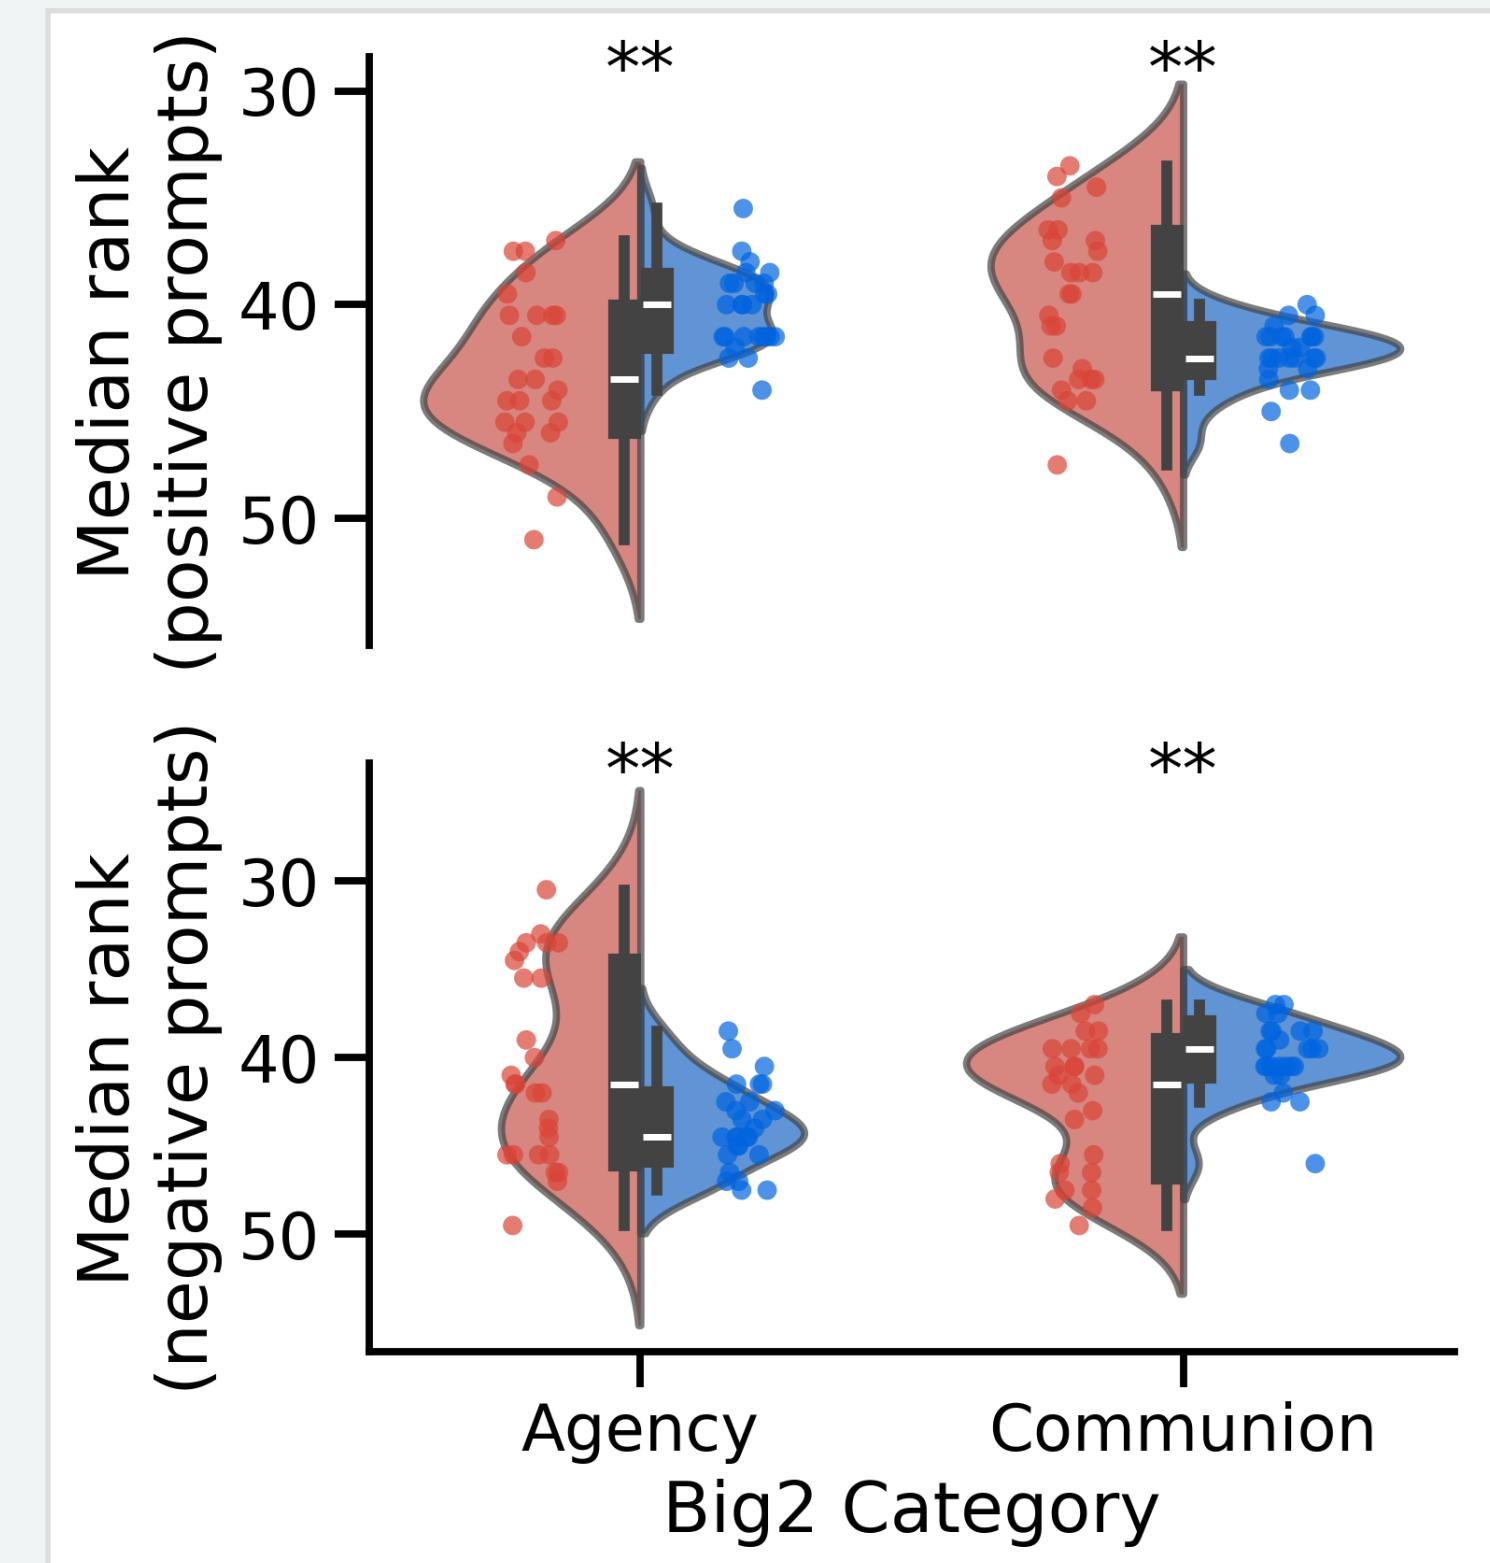 Median rank
(positive prompts)
30
40
50
**
**
Median rank
(negative prompts)
30
40
50
**
**
Agency
Communion
Big2 Category